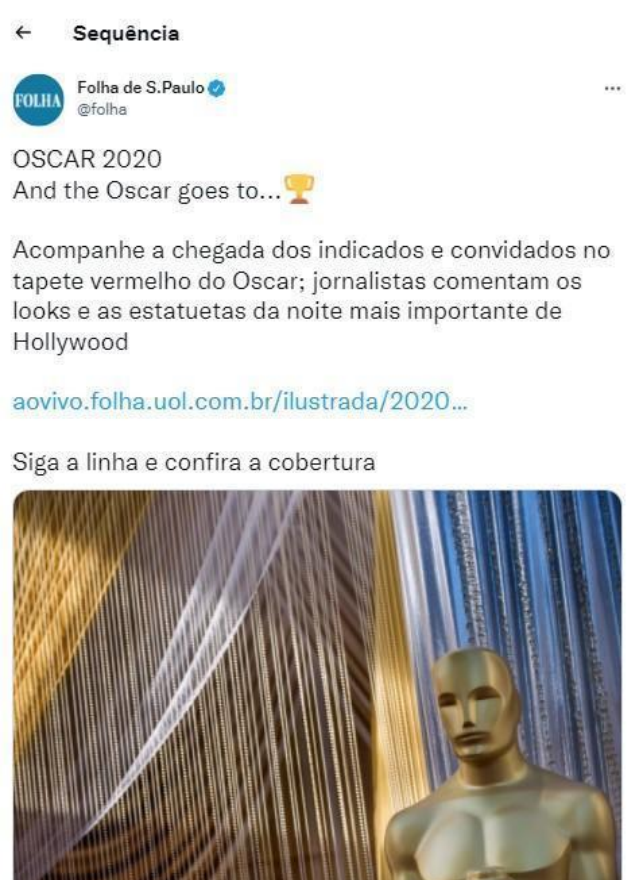 Sequência
FOLHA
Folha de S.Paulo
@folha
OSCAR 2020
And the Oscar goes to...🏆
Acompanhe a chegada dos indicados e convidados no
tapete vermelho do Oscar; jornalistas comentam os
looks e as estatuetas da noite mais importante de
Hollywood
aovivo.folha.uol.com.br/ilustrada/2020...
Siga a linha e confira a cobertura